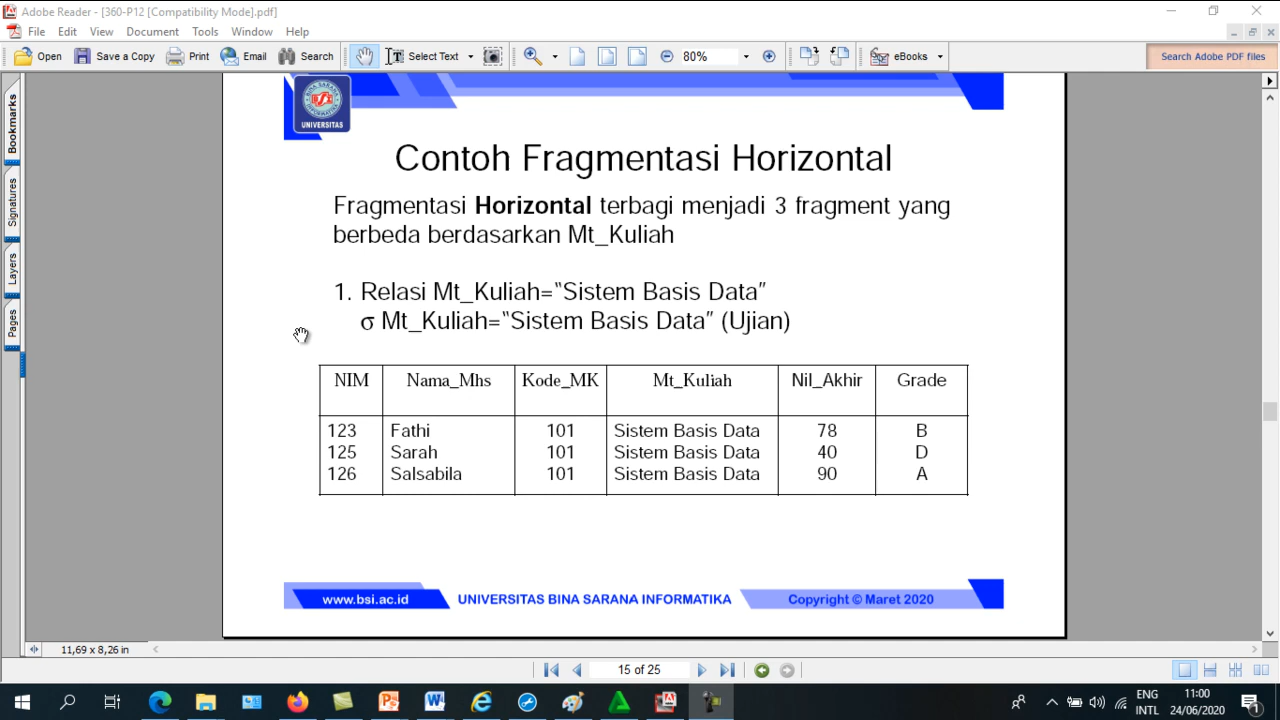 Adobe Reader - [360-P12 [Compatibility Mode].pdf]
File Edit View Document Tools Window Help
Open Save a Copy Print Email Search Select Text 80% eBooks Search Adobe PDF files
Bookmarks
Signatures
Layers
Pages
UNIVERSITAS
Contoh Fragmentasi Horizontal
Fragmentasi Horizontal terbagi menjadi 3 fragment yang
berbeda berdasarkan Mt_Kuliah
1. Relasi Mt_Kuliah="Sistem Basis Data"
σ Mt_Kuliah="Sistem Basis Data" (Ujian)
NIM Nama_Mhs Kode_MK Mt_Kuliah Nil_Akhir Grade
123 Fathi 101 Sistem Basis Data 78 B
125 Sarah 101 Sistem Basis Data 40 D
126 Salsabila 101 Sistem Basis Data 90 A
www.bsi.ac.id UNIVERSITAS BINA SARANA INFORMATIKA Copyright © Maret 2020
11,69 x 8,26 in
15 of 25
ENG 11:00
INTL 24/06/2020